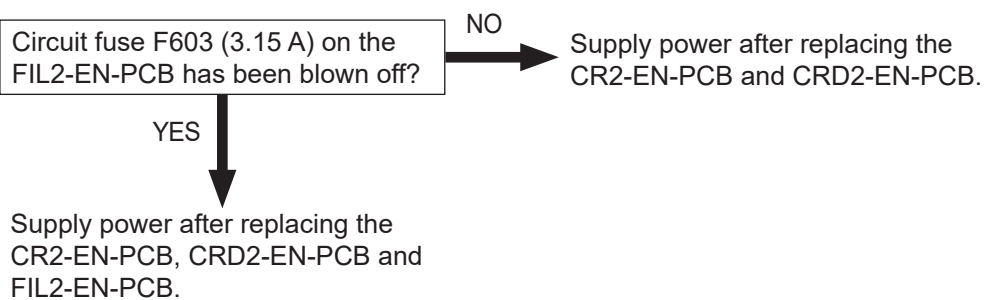 Circuit fuse F603 (3.15 A) on the
FIL2-EN-PCB has been blown off?
NO
Supply power after replacing the
CR2-EN-PCB and CRD2-EN-PCB.
YES
Supply power after replacing the
CR2-EN-PCB, CRD2-EN-PCB and
FIL2-EN-PCB.